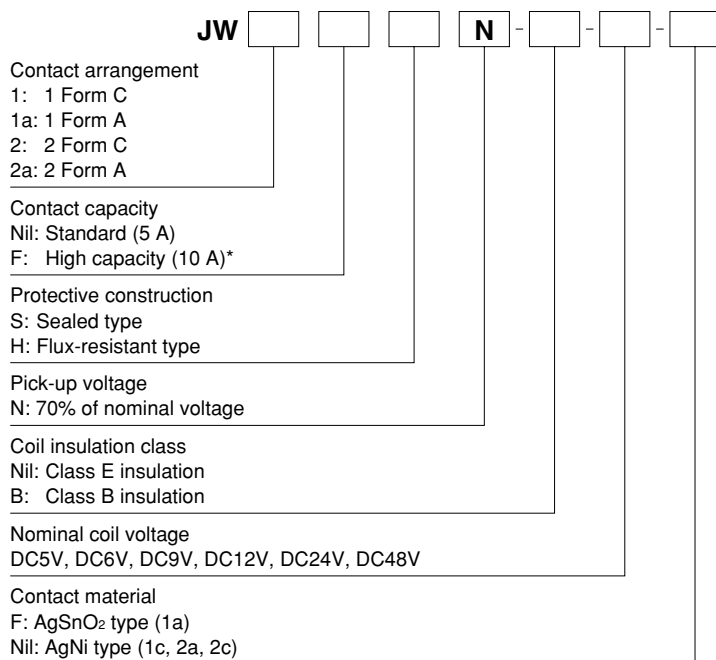 JW N - - -
Contact arrangement
1: 1 Form C
1a: 1 Form A
2: 2 Form C
2a: 2 Form A
Contact capacity
Nil: Standard (5 A)
F: High capacity (10 A)*
Protective construction
S: Sealed type
H: Flux-resistant type
Pick-up voltage
N: 70% of nominal voltage
Coil insulation class
Nil: Class E insulation
B: Class B insulation
Nominal coil voltage
DC5V, DC6V, DC9V, DC12V, DC24V, DC48V
Contact material
F: AgSnO₂ type (1a)
Nil: AgNi type (1c, 2a, 2c)